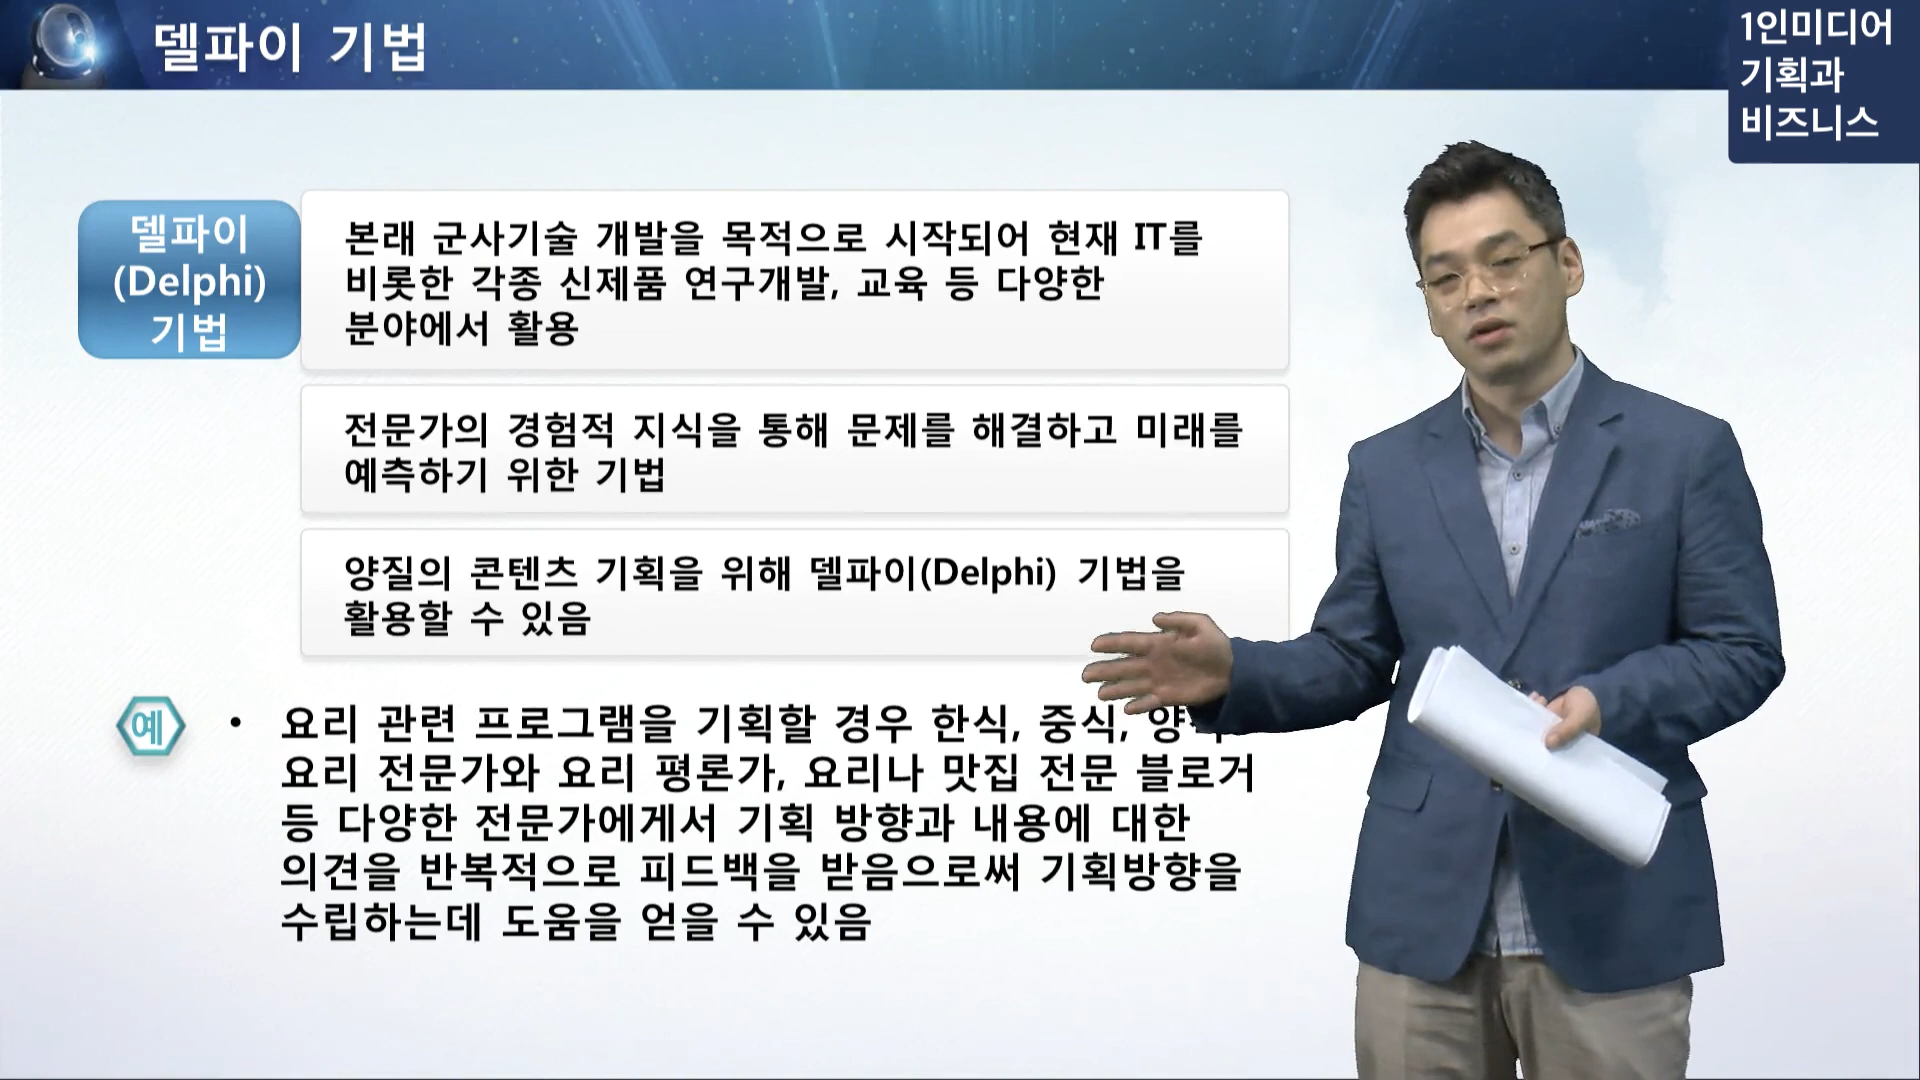 델파이 기법
1인미디어
기획과
비즈니스
델파이
(Delphi)
기법
본래 군사기술 개발을 목적으로 시작되어 현재 IT를
비롯한 각종 신제품 연구개발, 교육 등 다양한
분야에서 활용
전문가의 경험적 지식을 통해 문제를 해결하고 미래를
예측하기 위한 기법
양질의 콘텐츠 기획을 위해 델파이(Delphi) 기법을
활용할 수 있음
예
• 요리 관련 프로그램을 기획할 경우 한식, 중식,
요리 전문가와 요리 평론가, 요리나 맛집 전문 블로거
등 다양한 전문가에게서 기획 방향과 내용에 대한
의견을 반복적으로 피드백을 받음으로써 기획방향을
수립하는데 도움을 얻을 수 있음